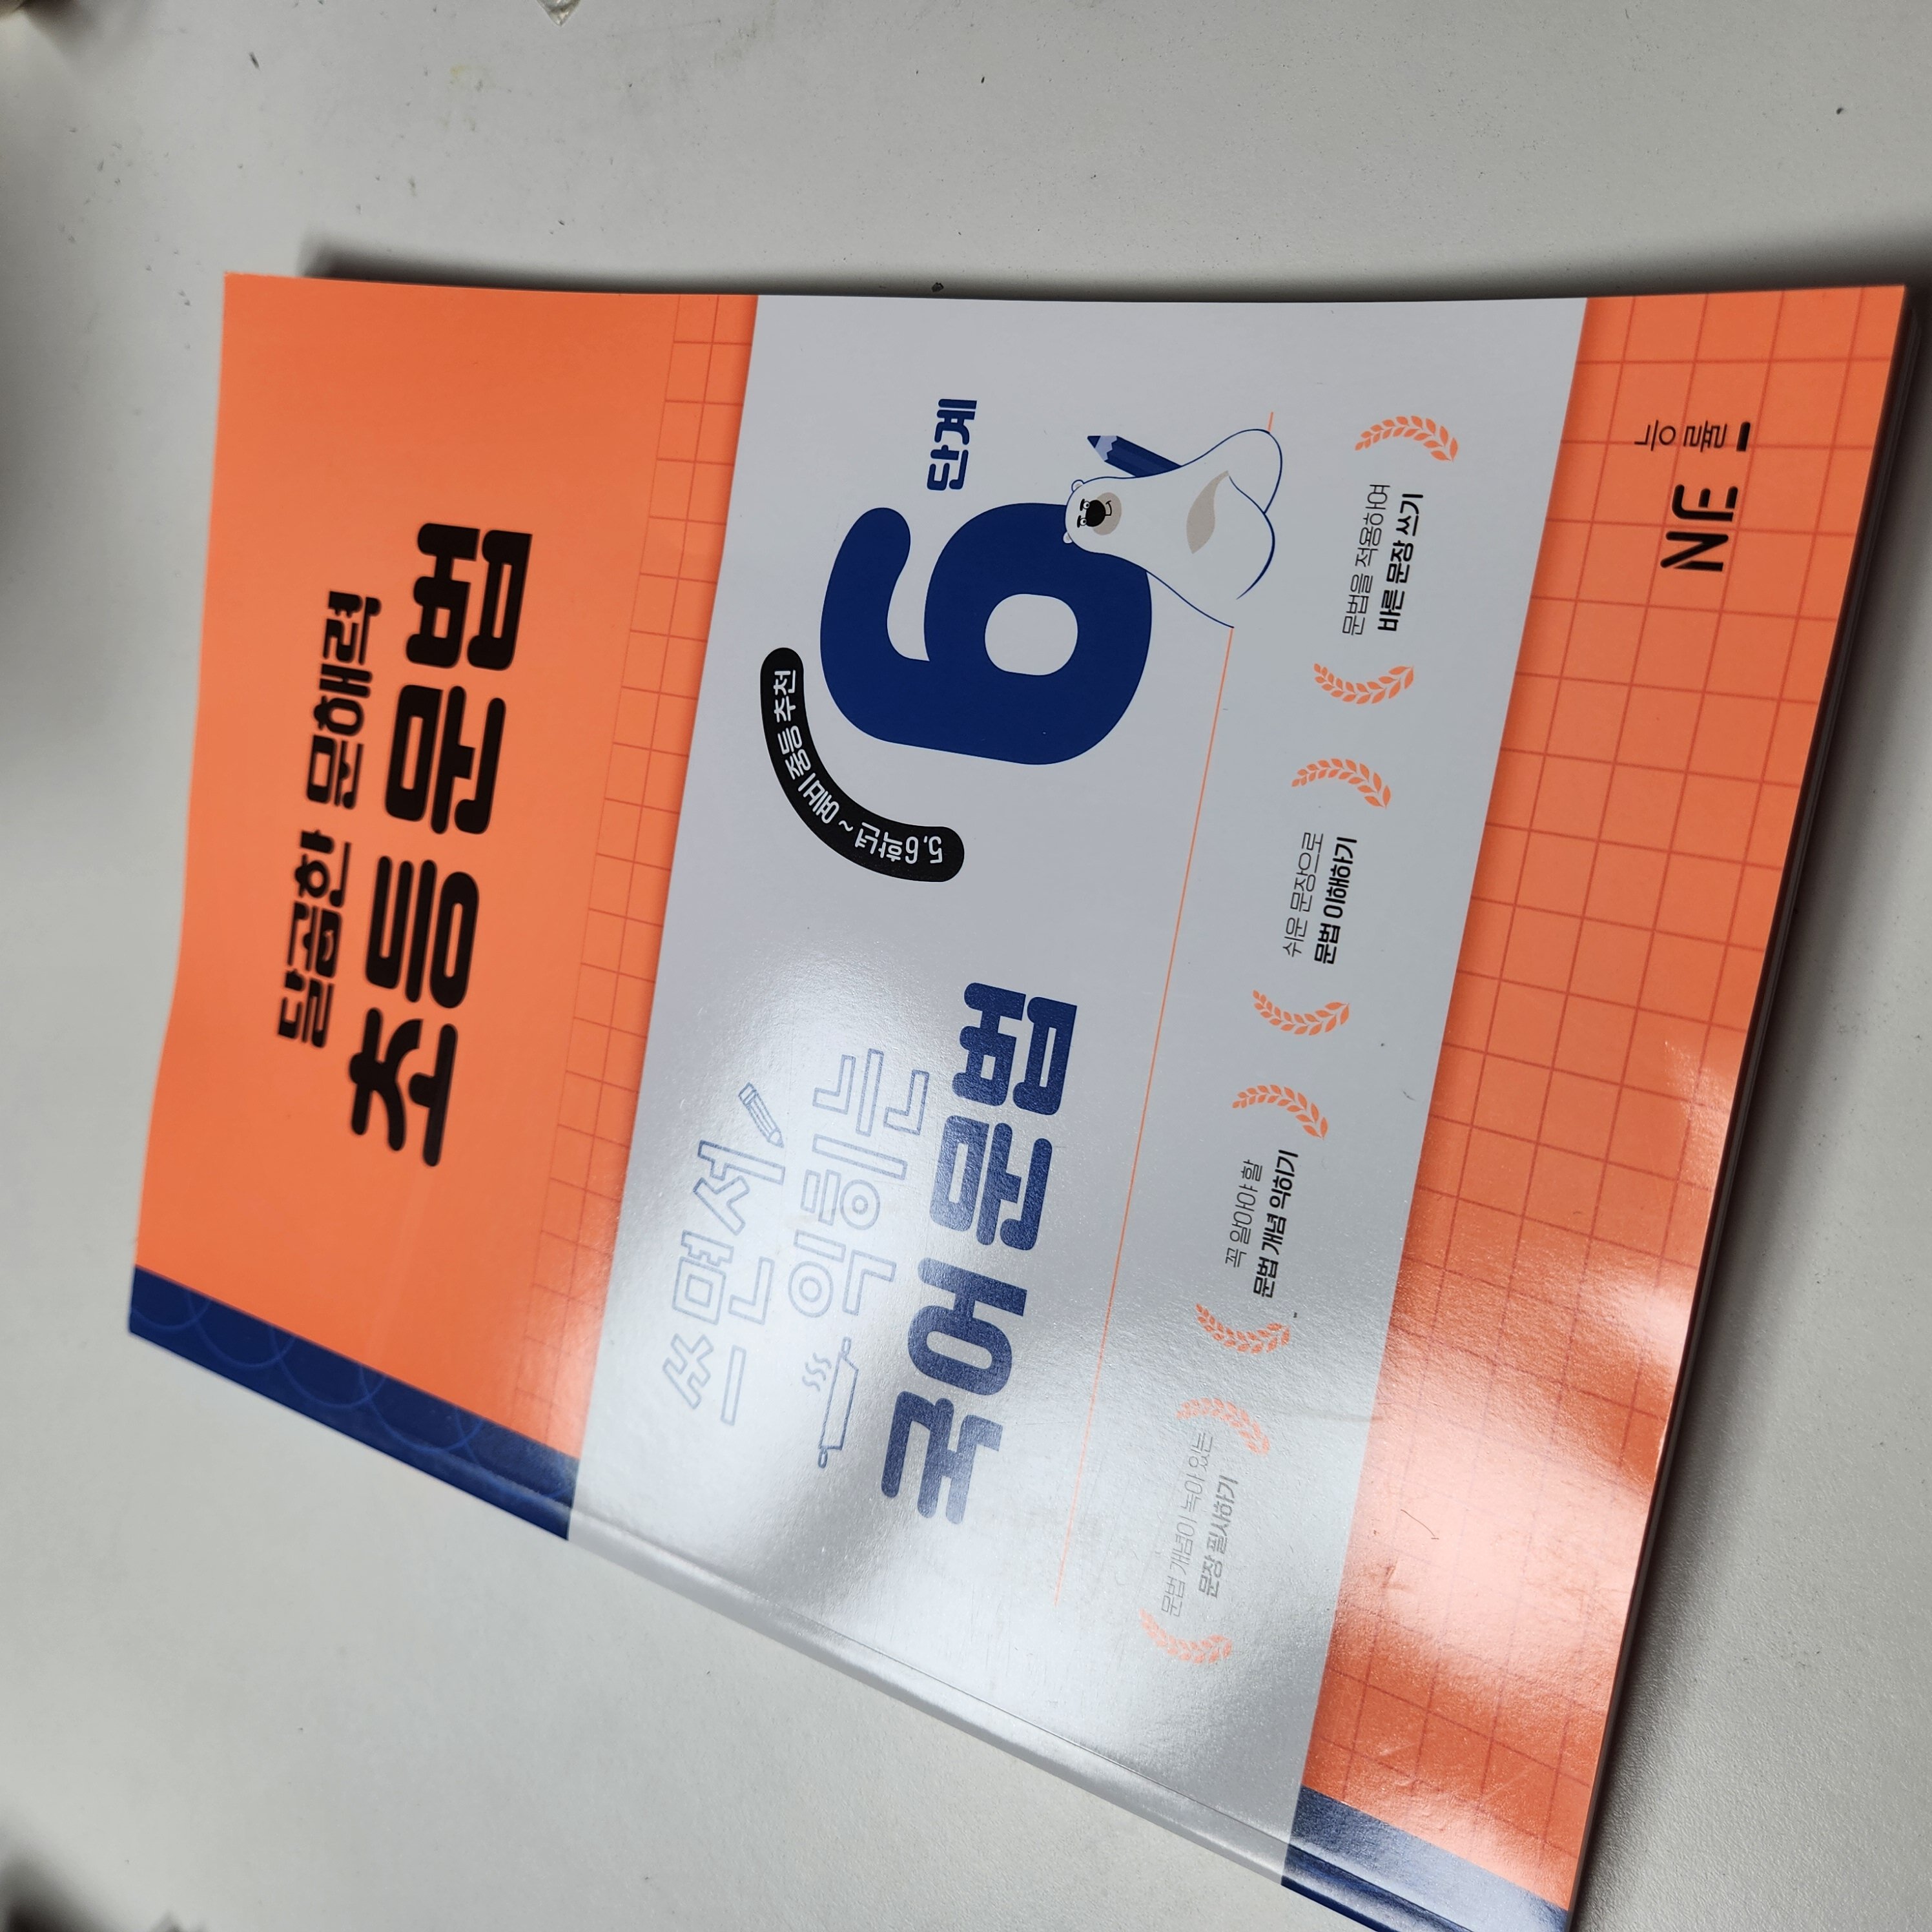 달곰한 문해력
초등 문법
쓰면서
익히는
국어 문법
5, 6학년 ~ 예비 중등 추천
6
단계
문법 개념이 녹아 있는
문장 필사하기
꼭 알아야 할
문법 개념 익히기
쉬운 문장으로
문법 이해하기
문법을 적용하여
바른 문장 쓰기
NE 능률